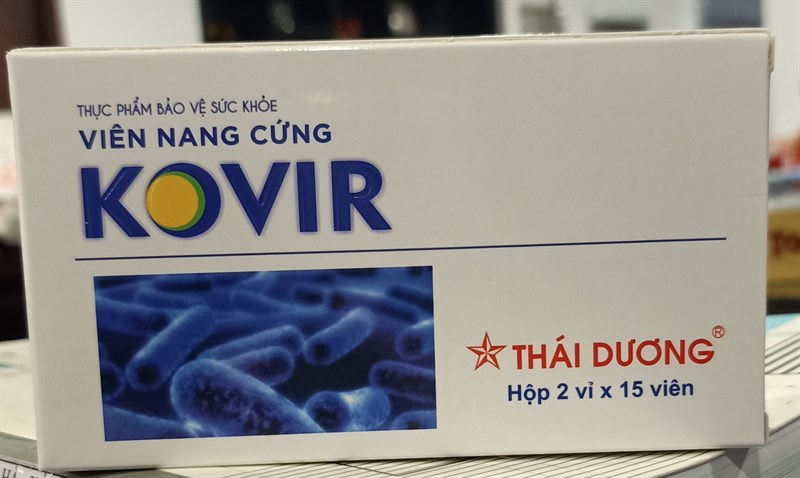 THỰC PHẨM BẢO VỆ SỨC KHỎE
VIÊN NANG CỨNG
KOVIR
THÁI DƯƠNG®
Hộp 2 vỉ x 15 viên